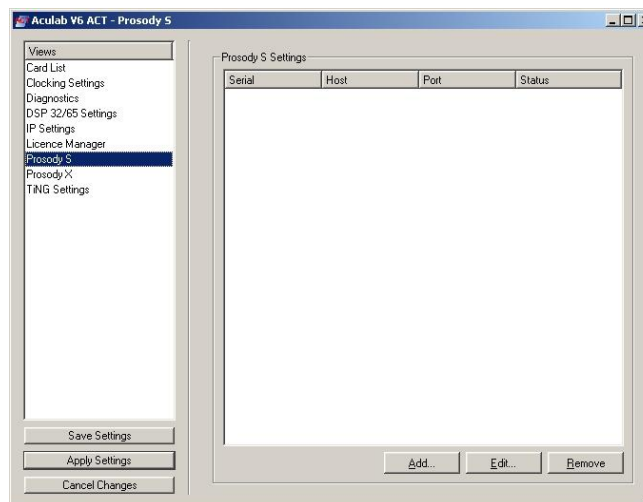 Aculab V6 ACT - Prosody S
Views
Card List
Clocking Settings
Diagnostics
DSP 32/65 Settings
IP Settings
Licence Manager
Prosody S
Prosody X
TiNG Settings
Save Settings
Apply Settings
Cancel Changes
Prosody S Settings
Serial Host Port Status
Add... Edit... Remove